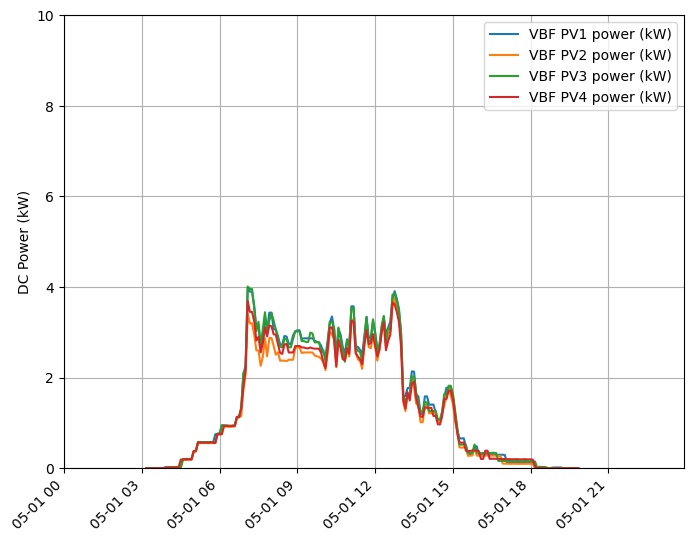 10
8
6
4
2
0
DC Power (kW)
VBF PV1 power (kW)
VBF PV2 power (kW)
VBF PV3 power (kW)
VBF PV4 power (kW)
05-01 00
05-01 03
05-01 06
05-01 09
05-01 12
05-01 15
05-01 18
05-01 21